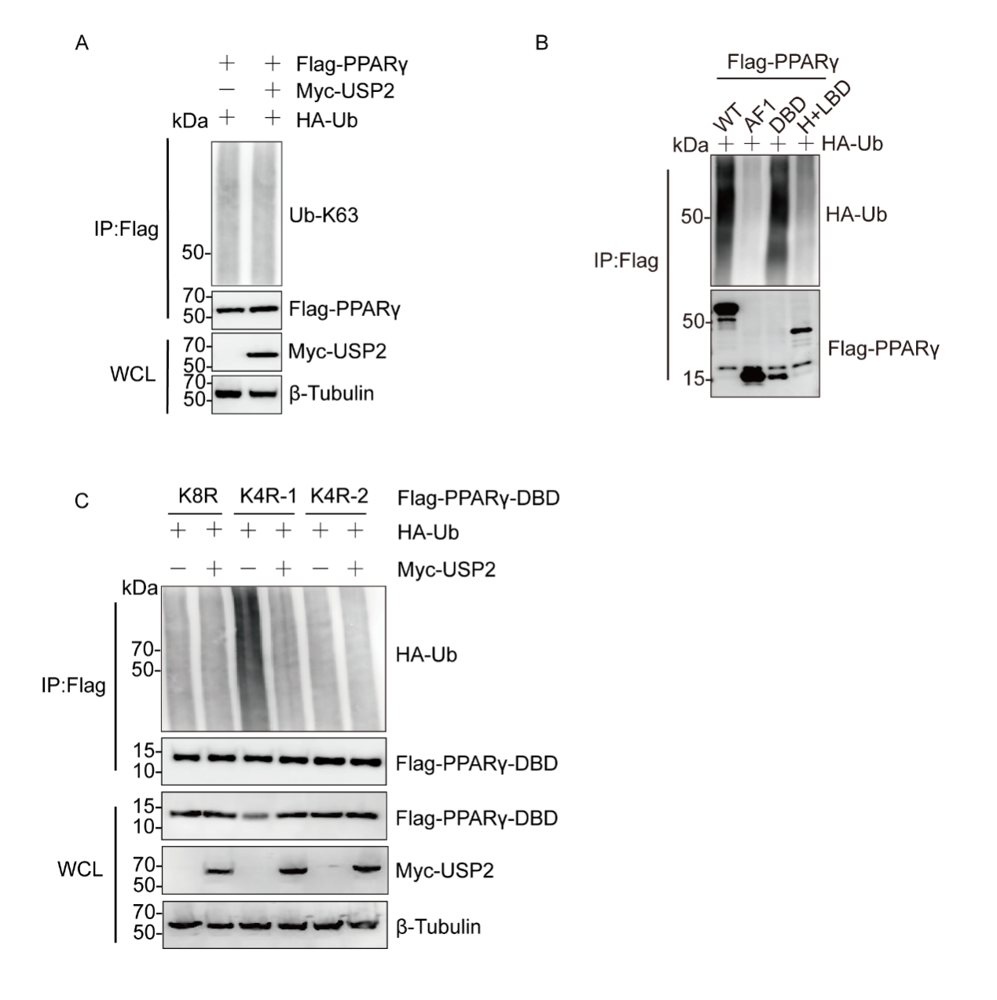 A
+ + Flag-PPARγ
− + Myc-USP2
kDa + + HA-Ub
IP:Flag
Ub-K63
50-
70-
50-
Flag-PPARγ
WCL
70-
50-
Myc-USP2
70-
50-
β-Tubulin
B
Flag-PPARγ
WT AF1 DBD H+LBD
kDa + + + + HA-Ub
IP:Flag
50-
HA-Ub
50-
15-
Flag-PPARγ
C
K8R K4R-1 K4R-2 Flag-PPARγ-DBD
+ + + + + + HA-Ub
− + − + − + Myc-USP2
kDa
IP:Flag
70-
50-
HA-Ub
15-
10-
Flag-PPARγ-DBD
WCL
15-
10-
Flag-PPARγ-DBD
70-
50-
Myc-USP2
70-
50-
β-Tubulin